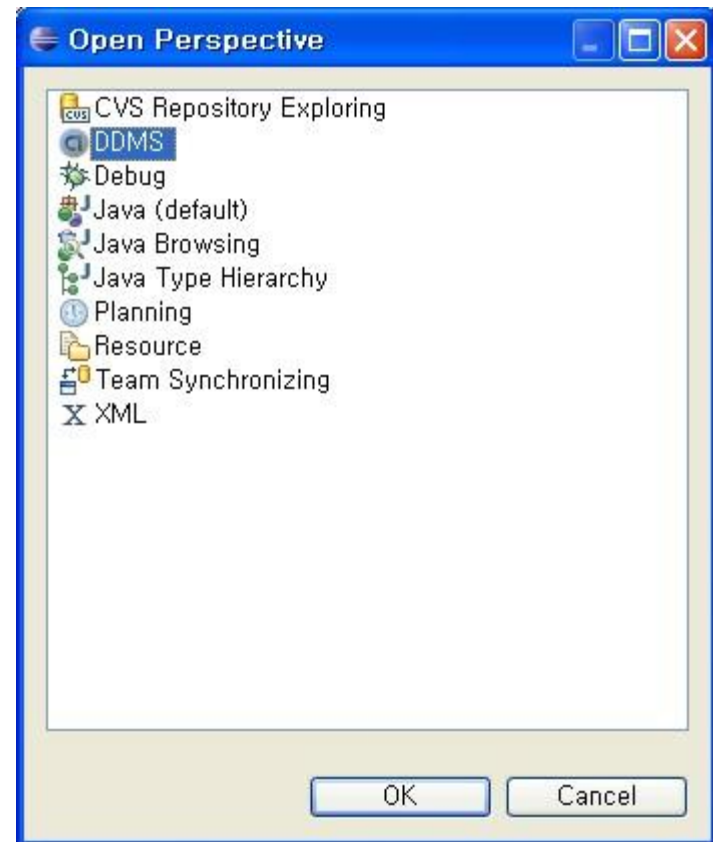 Open Perspective
CVS Repository Exploring
DDMS
Debug
Java (default)
Java Browsing
Java Type Hierarchy
Planning
Resource
Team Synchronizing
XML
OK Cancel